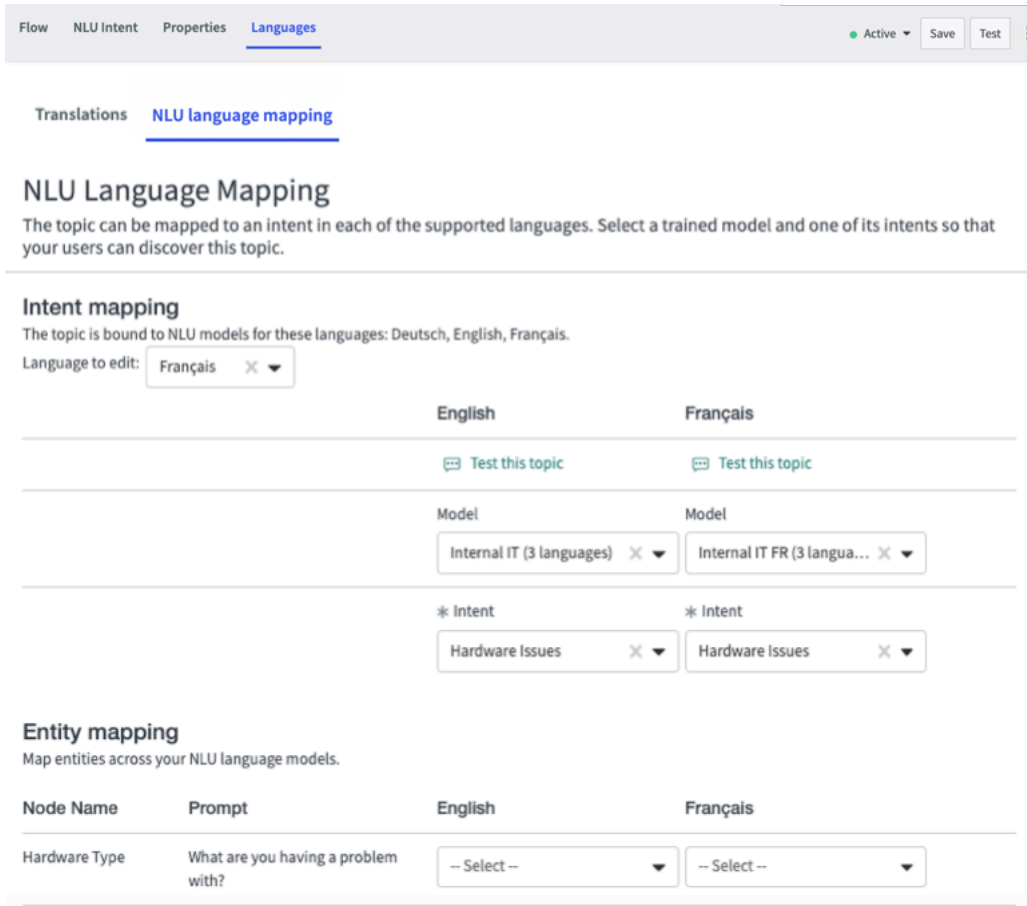 Flow NLU Intent Properties Languages Active Save Test
Translations NLU language mapping
NLU Language Mapping
The topic can be mapped to an intent in each of the supported languages. Select a trained model and one of its intents so that
your users can discover this topic.
Intent mapping
The topic is bound to NLU models for these languages: Deutsch, English, Français.
Language to edit: Français
English Français
Test this topic Test this topic
Model Model
Internal IT (3 languages) Internal IT FR (3 langua...
* Intent * Intent
Hardware Issues Hardware Issues
Entity mapping
Map entities across your NLU language models.
Node Name Prompt English Français
Hardware Type What are you having a problem -- Select -- -- Select --
with?